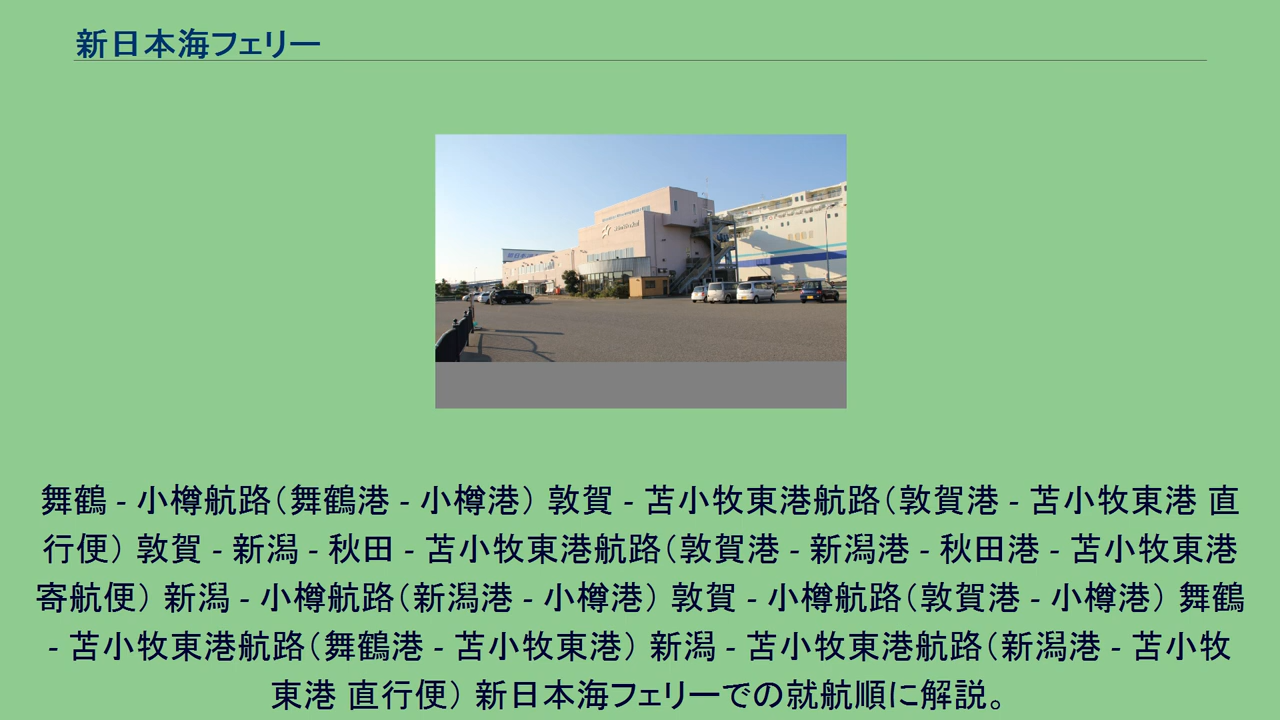 新日本海フェリー
新日本海
舞鶴 - 小樽航路（舞鶴港 - 小樽港） 敦賀 - 苫小牧東港航路（敦賀港 - 苫小牧東港 直
行便） 敦賀 - 新潟 - 秋田 - 苫小牧東港航路（敦賀港 - 新潟港 - 秋田港 - 苫小牧東港
寄航便） 新潟 - 小樽航路（新潟港 - 小樽港） 敦賀 - 小樽航路（敦賀港 - 小樽港） 舞鶴
- 苫小牧東港航路（舞鶴港 - 苫小牧東港） 新潟 - 苫小牧東港航路（新潟港 - 苫小牧
東港 直行便） 新日本海フェリーでの就航順に解説。